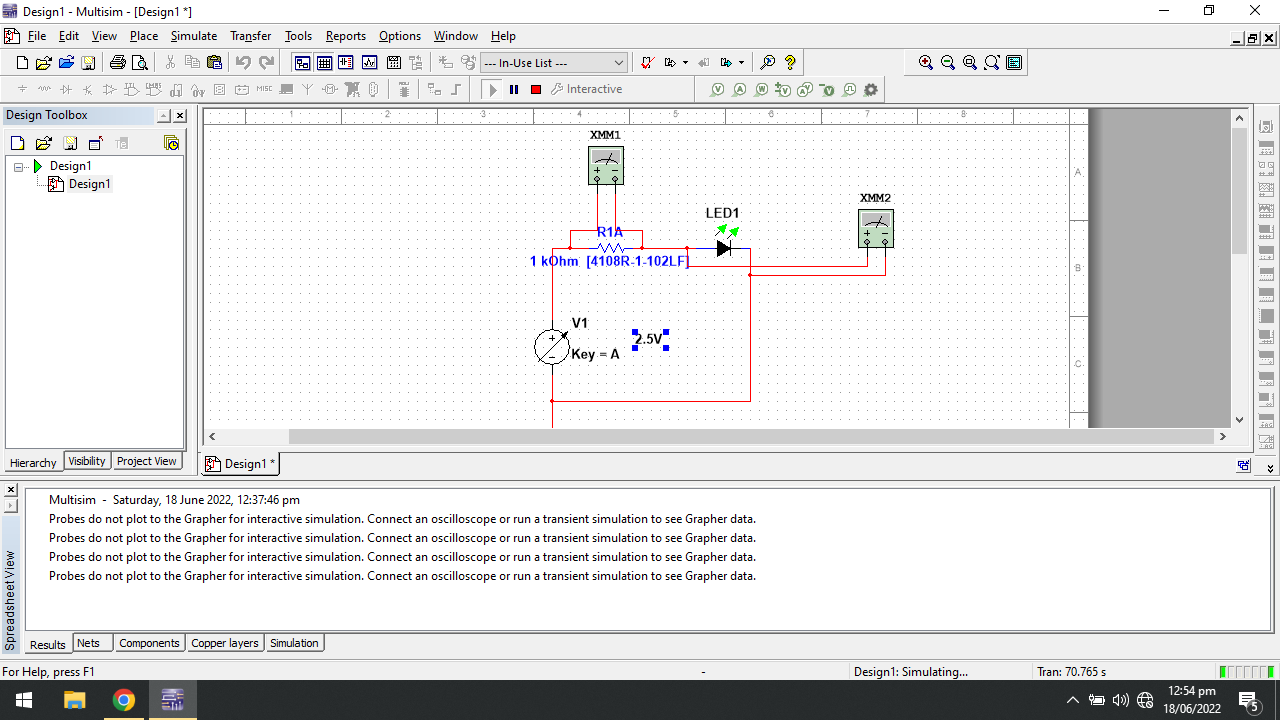 Design1 - Multisim - [Design1 *]
File Edit View Place Simulate Transfer Tools Reports Options Window Help
--- In-Use List ---
Interactive
Design Toolbox
Design1
Design1
Hierarchy Visibility Project View
1 2 3 4 5 6 7 8
A
B
C
XMM1
XMM2
LED1
R1A
1 kOhm [4108R-1-102LF]
V1
2.5V
Key = A
Design1 *
Multisim - Saturday, 18 June 2022, 12:37:46 pm
Probes do not plot to the Grapher for interactive simulation. Connect an oscilloscope or run a transient simulation to see Grapher data.
Probes do not plot to the Grapher for interactive simulation. Connect an oscilloscope or run a transient simulation to see Grapher data.
Probes do not plot to the Grapher for interactive simulation. Connect an oscilloscope or run a transient simulation to see Grapher data.
Probes do not plot to the Grapher for interactive simulation. Connect an oscilloscope or run a transient simulation to see Grapher data.
Spreadsheet View
Results Nets Components Copper layers Simulation
For Help, press F1
- Design1: Simulating... Tran: 70.765 s
12:54 pm
18/06/2022
5